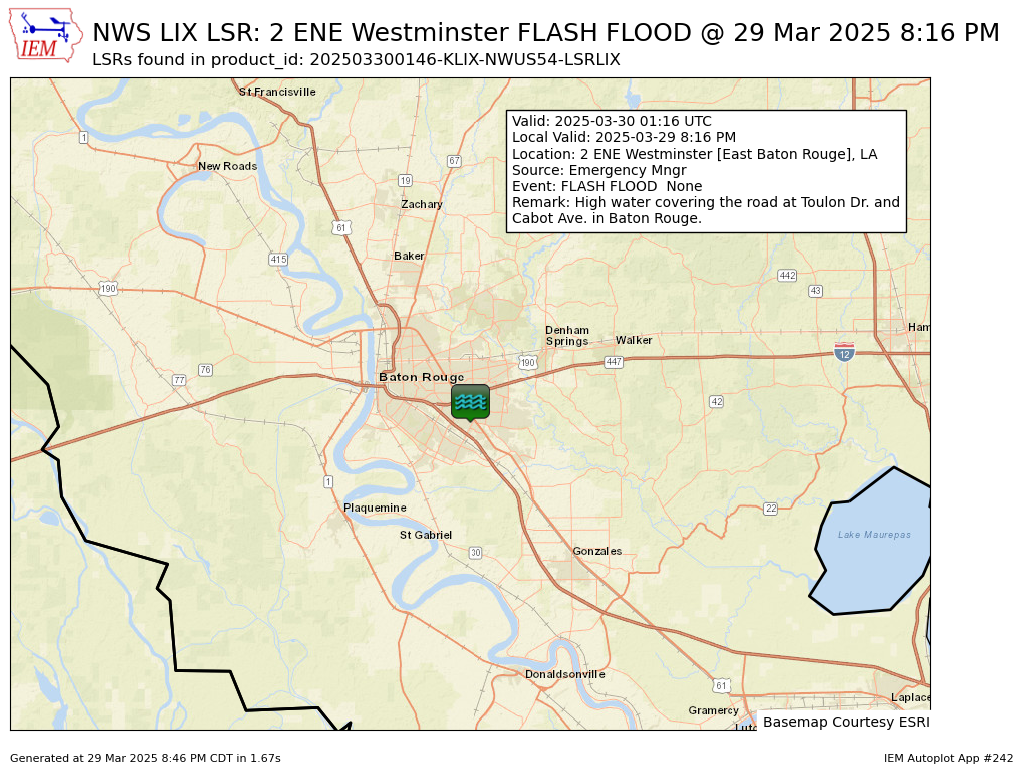 IEM
NWS LIX LSR: 2 ENE Westminster FLASH FLOOD @ 29 Mar 2025 8:16 PM
LSRs found in product_id: 202503300146-KLIX-NWUS54-LSRLIX
St Francisville
Valid: 2025-03-30 01:16 UTC
Local Valid: 2025-03-29 8:16 PM
Location: 2 ENE Westminster [East Baton Rouge], LA
Source: Emergency Mngr
Event: FLASH FLOOD  None
Remark: High water covering the road at Toulon Dr. and
Cabot Ave. in Baton Rouge.
1
67
New Roads
19
Zachary
61
Baker
415
442
190
43
Denham
Springs
Walker
Ham
12
190
447
76
77
Baton Rouge
42
1
Plaquemine
22
St Gabriel
Lake Maurepas
30
Gonzales
Donaldsonville
61
Laplace
Gramercy
Lutc
Basemap Courtesy ESRI
Generated at 29 Mar 2025 8:46 PM CDT in 1.67s
IEM Autoplot App #242